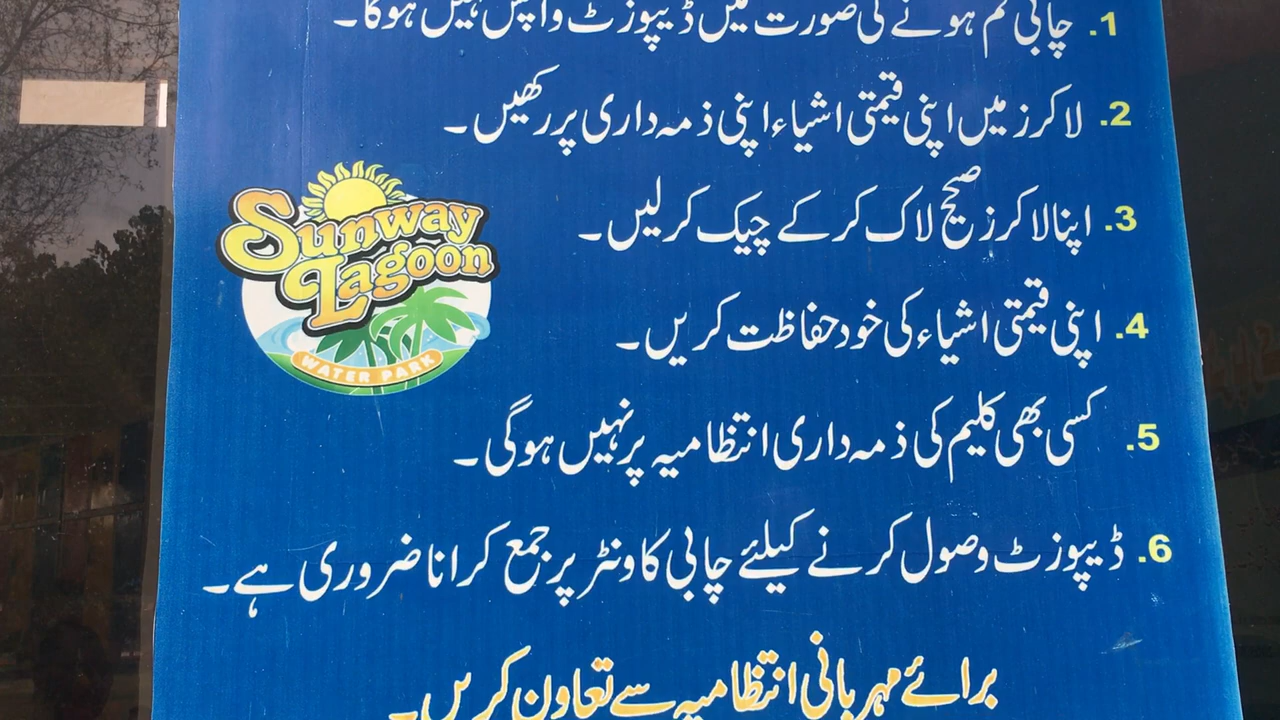 1. چابی گم ہونے کی صورت میں ڈیپوزٹ واپس نہیں ہوگا۔
2. لاکرز میں اپنی قیمتی اشیاء اپنی ذمہ داری پر رکھیں۔
3. اپنا لاکرز صحیح لاک کر کے چیک کر لیں۔
Sunway
Lagoon
WATER PARK
4. اپنی قیمتی اشیاء کی خود حفاظت کریں۔
5. کسی بھی کلیم کی ذمہ داری انتظامیہ پر نہیں ہوگی۔
6. ڈیپوزٹ وصول کرنے کیلئے چابی کاونٹر پر جمع کرانا ضروری ہے۔
برائے مہربانی انتظامیہ سے تعاون کریں۔